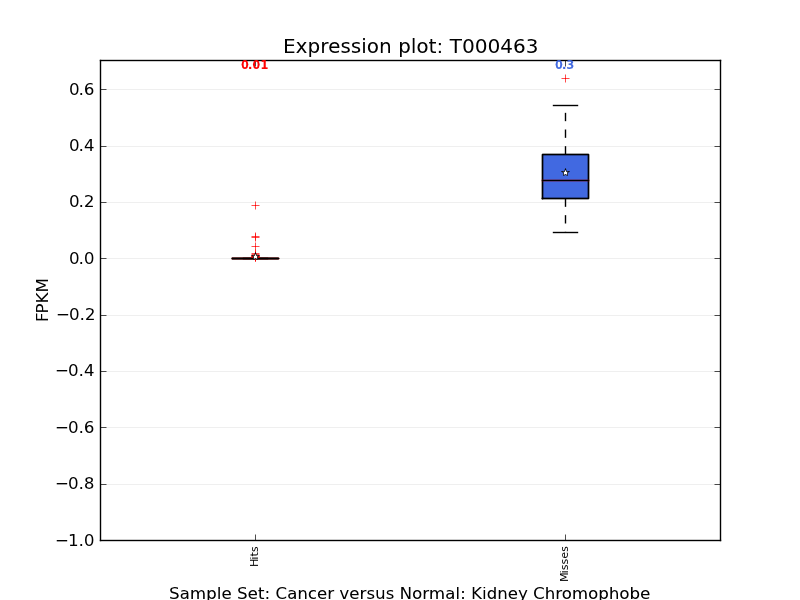 Expression plot: T000463
0.01
0.3
0.6
0.4
0.2
0.0
−0.2
−0.4
−0.6
−0.8
−1.0
FPKM
Hits
Misses
Sample Set: Cancer versus Normal: Kidney Chromophobe